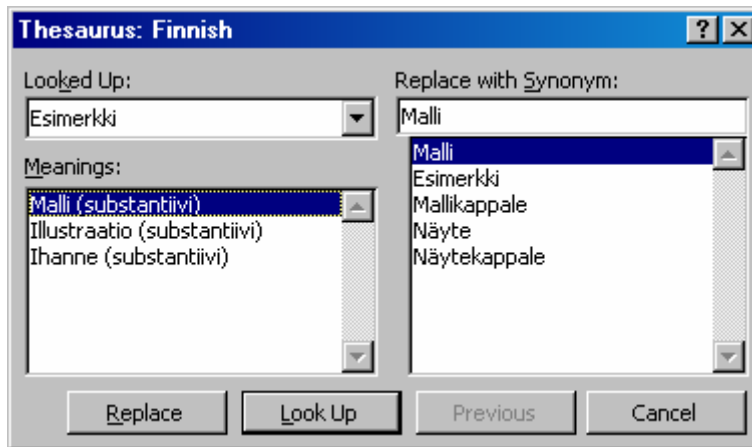 Thesaurus: Finnish
Looked Up:
Esimerkki
Meanings:
Malli (substantiivi)
Illustraatio (substantiivi)
Ihanne (substantiivi)
Replace with Synonym:
Malli
Malli
Esimerkki
Mallikappale
Näyte
Näytekappale
Replace
Look Up
Previous
Cancel